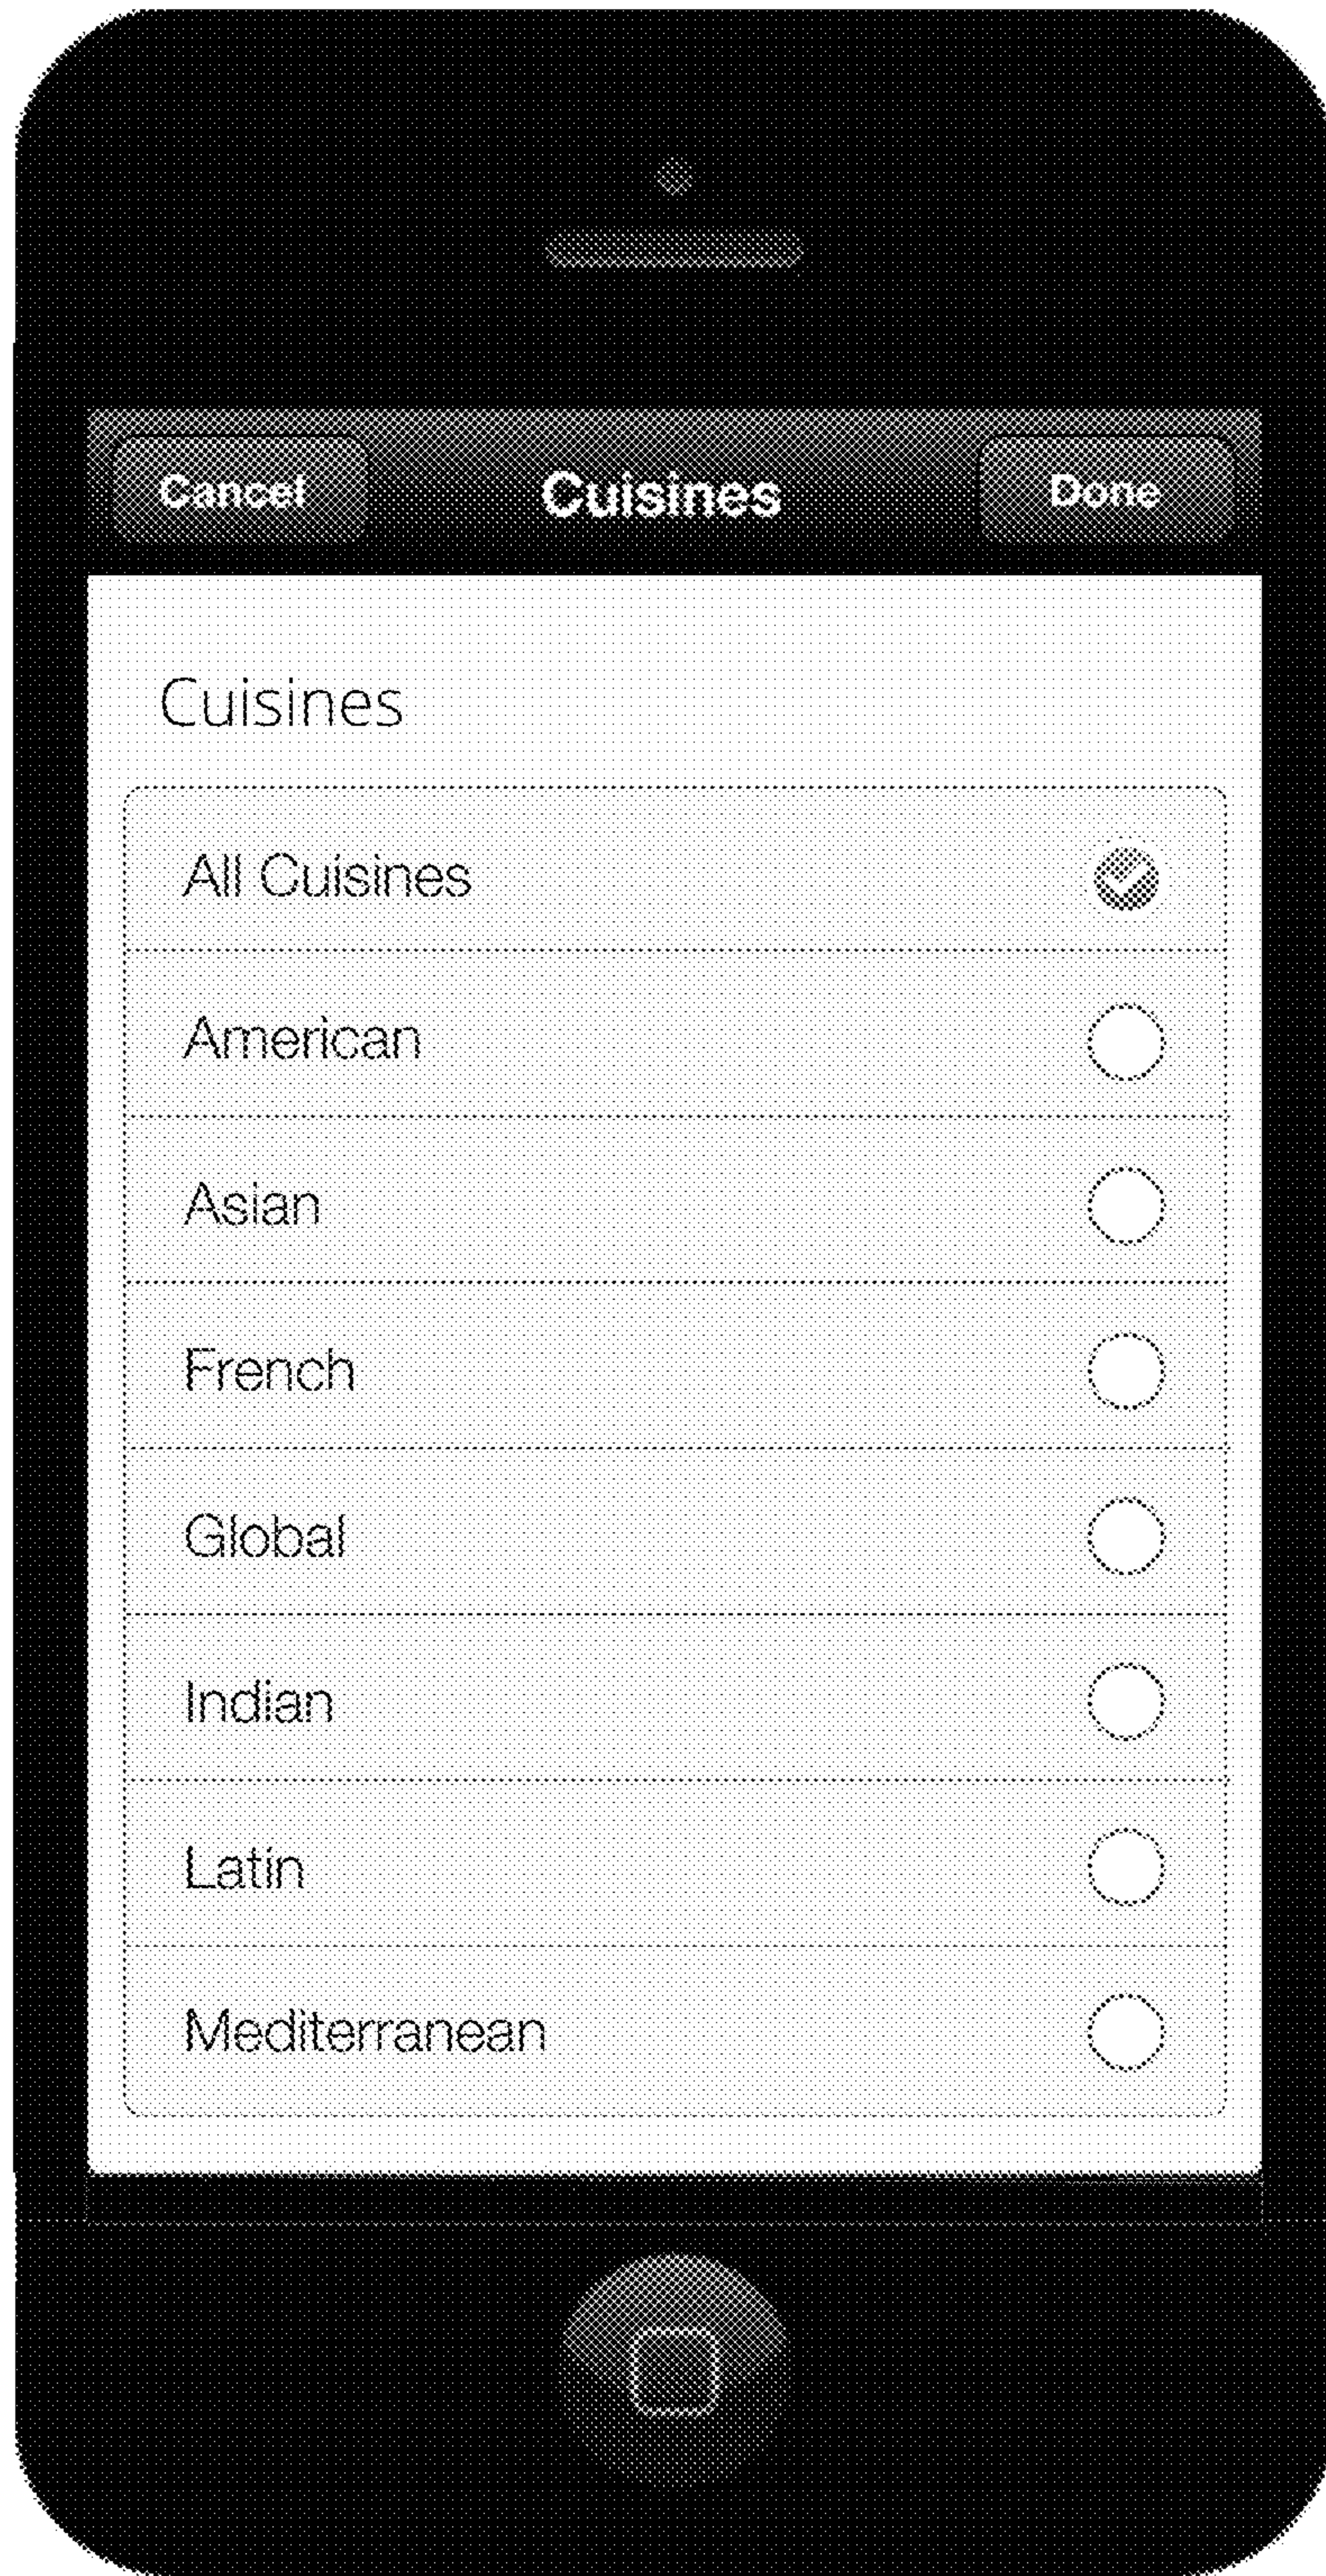 Cancel Cuisines Done
Cuisines
All Cuisines
American
Asian
French
Global
Indian
Latin
Mediterranean